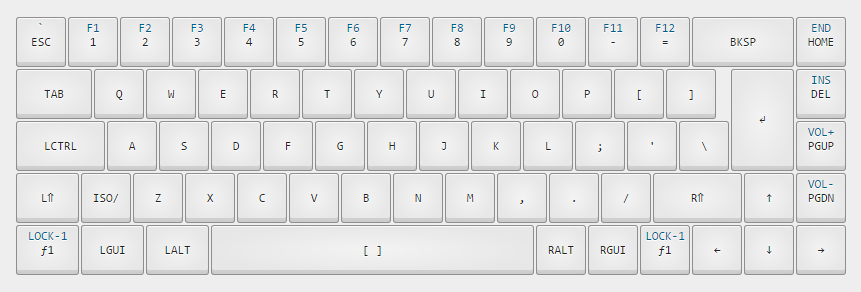 ` F1 F2 F3 F4 F5 F6 F7 F8 F9 F10 F11 F12 END
ESC 1 2 3 4 5 6 7 8 9 0 - = BKSP HOME
INS
TAB Q W E R T Y U I O P [ ] ↲ DEL
VOL+
LCTRL A S D F G H J K L ; ' \ PGUP
VOL-
L⇑ ISO/ Z X C V B N M , . / R⇑ ↑ PGDN
LOCK-1 LOCK-1
ƒ1 LGUI LALT [ ] RALT RGUI ƒ1 ← ↓ →